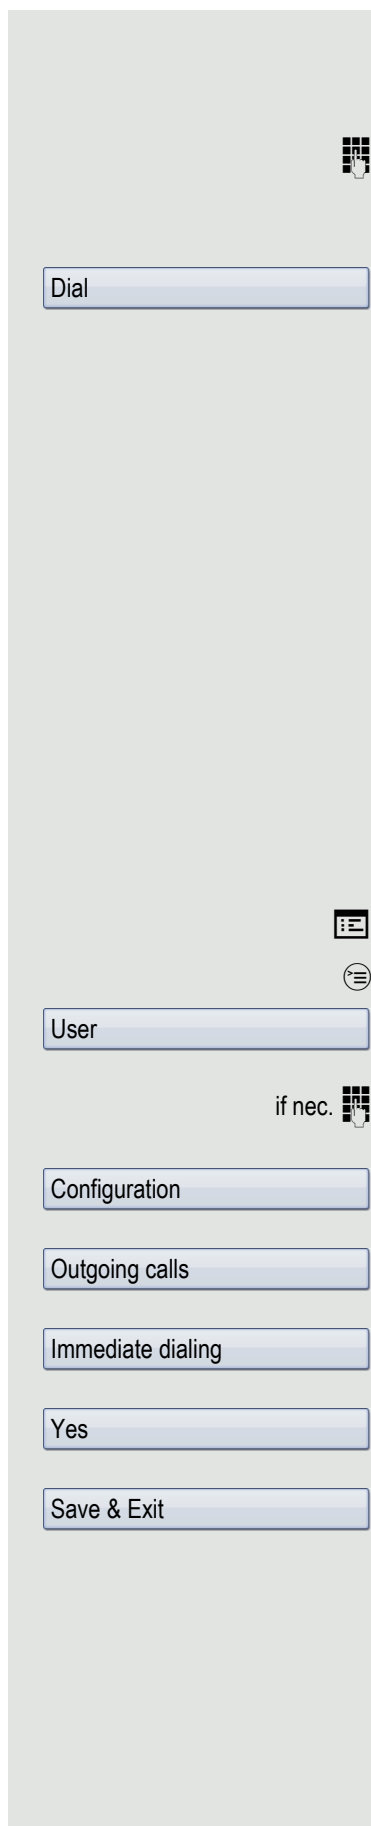 Dial
User
if nec.
Configuration
Outgoing calls
Immediate dialing
Yes
Save & Exit